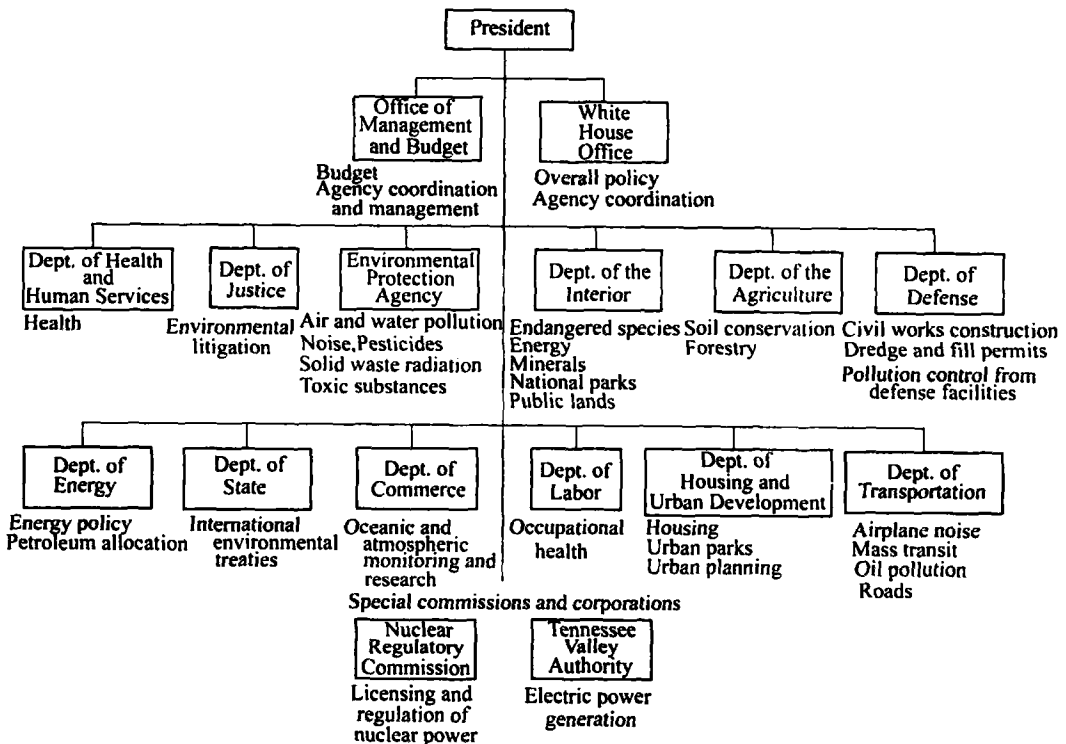 President
Office of
Management
and Budget
Budget
Agency coordination
and management
White
House
Office
Overall policy
Agency coordination
Dept. of Health
and
Human Services
Health
Dept. of
Justice
Environmental
litigation
Environmental
Protection
Agency
Air and water pollution
Noise, Pesticides
Solid waste radiation
Toxic substances
Dept. of the
Interior
Endangered species
Energy
Minerals
National parks
Public lands
Dept. of the
Agriculture
Soil conservation
Forestry
Dept. of
Defense
Civil works construction
Dredge and fill permits
Pollution control from
defense facilities
Dept. of
Energy
Energy policy
Petroleum allocation
Dept. of
State
International
environmental
treaties
Dept. of
Commerce
Oceanic and
atmospheric
monitoring and
research
Dept. of
Labor
Occupational
health
Dept. of
Housing and
Urban Development
Housing
Urban parks
Urban planning
Dept. of
Transportation
Airplane noise
Mass transit
Oil pollution
Roads
Special commissions and corporations
Nuclear
Regulatory
Commission
Licensing and
regulation of
nuclear power
Tennessee
Valley
Authority
Electric power
generation